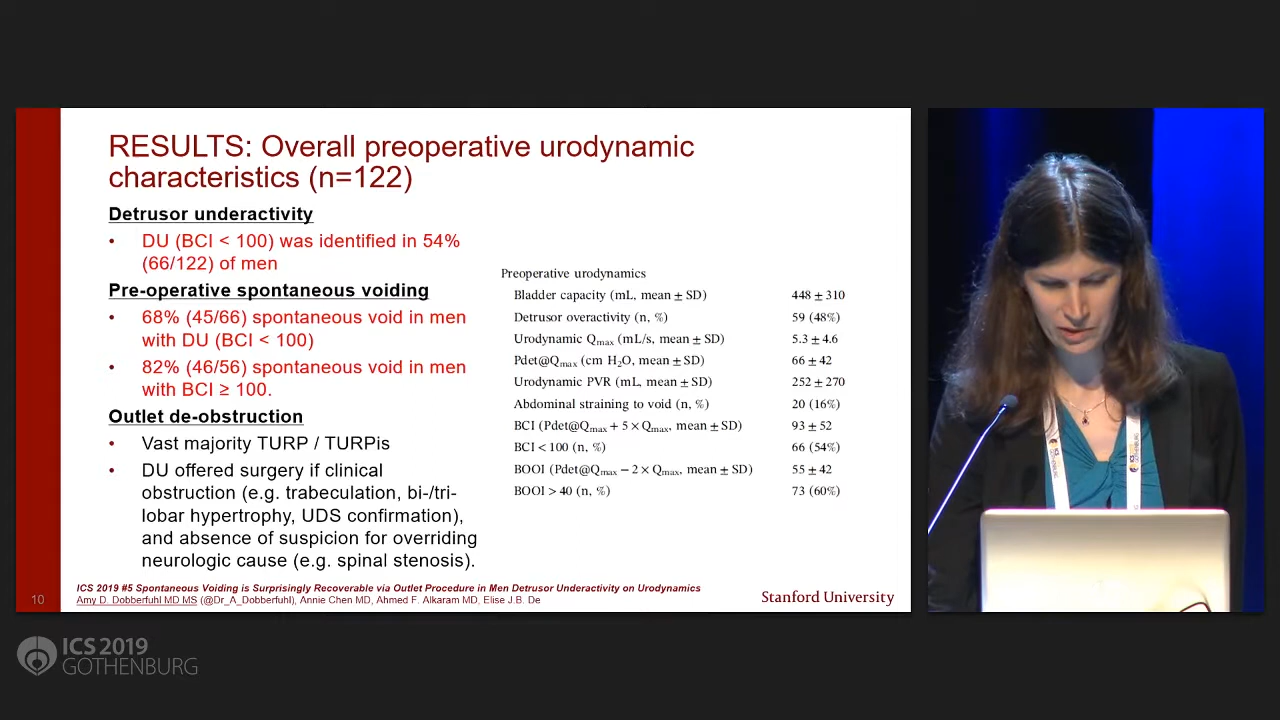 RESULTS: Overall preoperative urodynamic
characteristics (n=122)
Detrusor underactivity
• DU (BCI < 100) was identified in 54%
(66/122) of men
Pre-operative spontaneous voiding
• 68% (45/66) spontaneous void in men
with DU (BCI < 100)
• 82% (46/56) spontaneous void in men
with BCI ≥ 100.
Outlet de-obstruction
• Vast majority TURP / TURPis
• DU offered surgery if clinical
obstruction (e.g. trabeculation, bi-/tri-
lobar hypertrophy, UDS confirmation),
and absence of suspicion for overriding
neurologic cause (e.g. spinal stenosis).
Preoperative urodynamics
Bladder capacity (mL, mean ± SD) 448 ± 310
Detrusor overactivity (n, %) 59 (48%)
Urodynamic Qmax (mL/s, mean ± SD) 5.3 ± 4.6
Pdet@Qmax (cm H2O, mean ± SD) 66 ± 42
Urodynamic PVR (mL, mean ± SD) 252 ± 270
Abdominal straining to void (n, %) 20 (16%)
BCI (Pdet@Qmax + 5 × Qmax, mean ± SD) 93 ± 52
BCI < 100 (n, %) 66 (54%)
BOOI (Pdet@Qmax − 2 × Qmax, mean ± SD) 55 ± 42
BOOI > 40 (n, %) 73 (60%)
10
ICS 2019 #5 Spontaneous Voiding is Surprisingly Recoverable via Outlet Procedure in Men Detrusor Underactivity on Urodynamics
Amy D. Dobberfuhl MD MS (@Dr_A_Dobberfuhl), Annie Chen MD, Ahmed F. Alkaram MD, Elise J.B. De
Stanford University
ICS 2019
GOTHENBURG